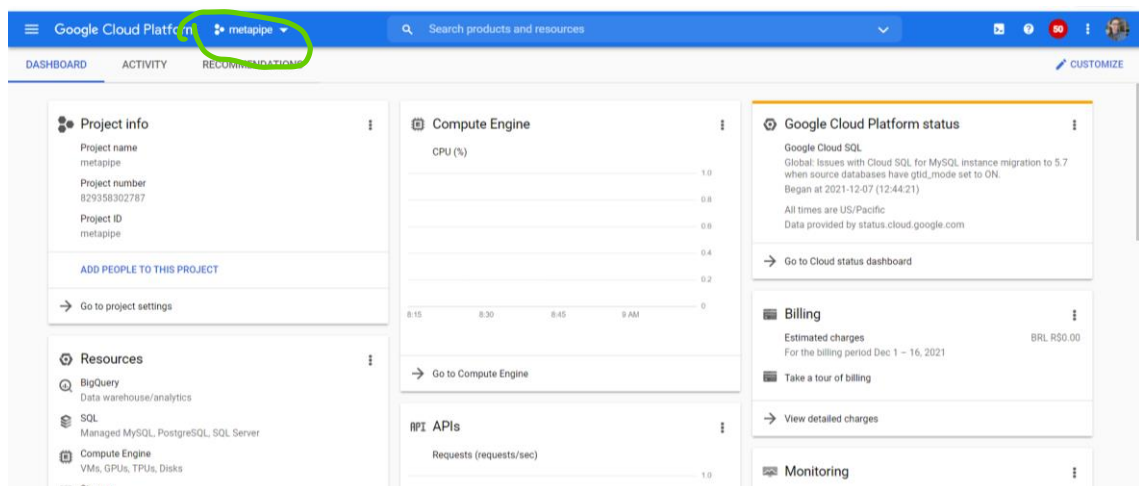 Google Cloud Platform metapipe Search products and resources 50
DASHBOARD ACTIVITY RECOMMENDATIONS CUSTOMIZE
Project info
Project name
metapipe
Project number
829358302787
Project ID
metapipe
ADD PEOPLE TO THIS PROJECT
Go to project settings
Resources
BigQuery
Data warehouse/analytics
SQL
Managed MySQL, PostgreSQL, SQL Server
Compute Engine
VMs, GPUs, TPUs, Disks
Compute Engine
CPU (%)
1.0
0.8
0.6
0.4
0.2
0
8:15 8:30 8:45 9 AM
Go to Compute Engine
API APIs
Requests (requests/sec)
1.0
Google Cloud Platform status
Google Cloud SQL
Global: Issues with Cloud SQL for MySQL instance migration to 5.7
when source databases have gtid_mode set to ON.
Began at 2021-12-07 (12:44:21)
All times are US/Pacific
Data provided by status.cloud.google.com
Go to Cloud status dashboard
Billing
Estimated charges BRL R$0.00
For the billing period Dec 1 – 16, 2021
Take a tour of billing
View detailed charges
Monitoring